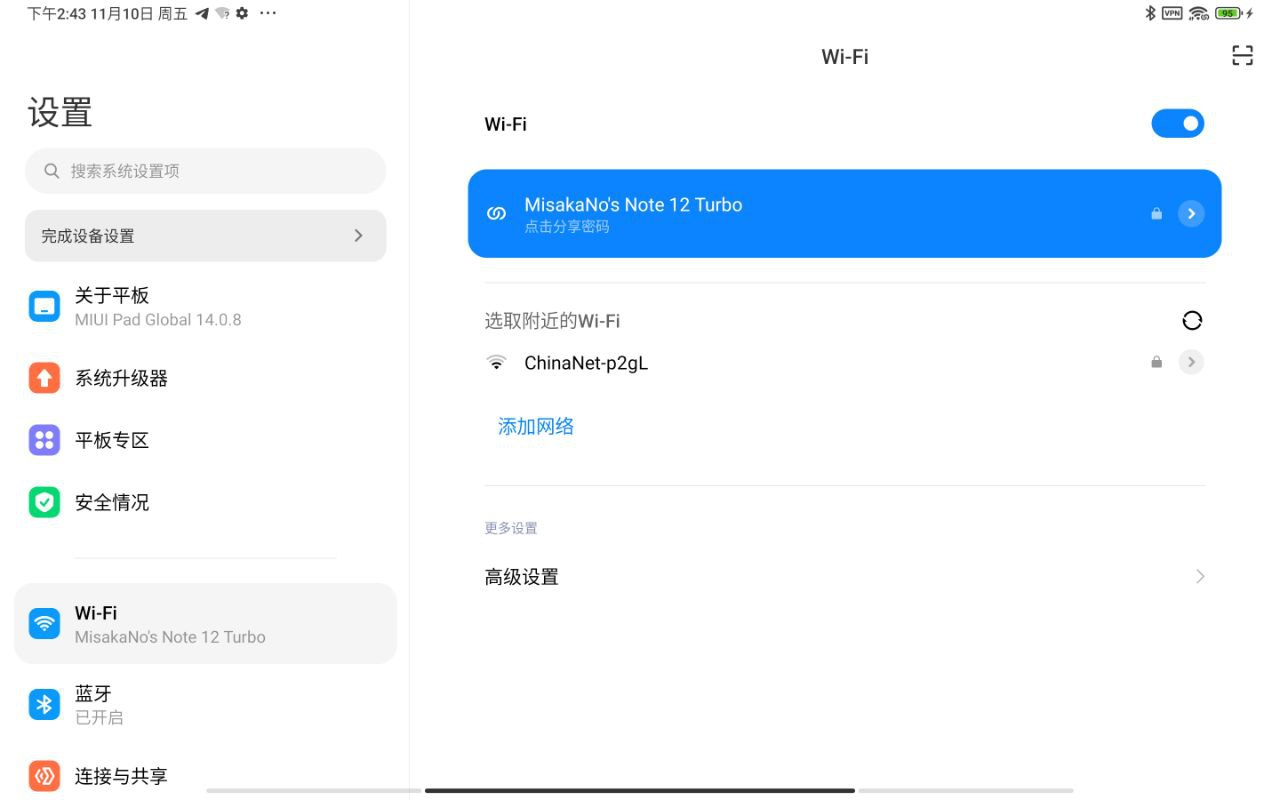 下午2:43 11月10日 周五
VPN
95
设置
搜索系统设置项
完成设备设置
关于平板
MIUI Pad Global 14.0.8
系统升级器
平板专区
安全情况
Wi-Fi
MisakaNo's Note 12 Turbo
蓝牙
已开启
连接与共享
Wi-Fi
Wi-Fi
MisakaNo's Note 12 Turbo
点击分享密码
选取附近的Wi-Fi
ChinaNet-p2gL
添加网络
更多设置
高级设置